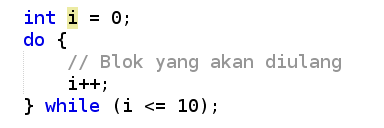 int i = 0;
do {
    // Blok yang akan diulang
    i++;
} while (i <= 10);